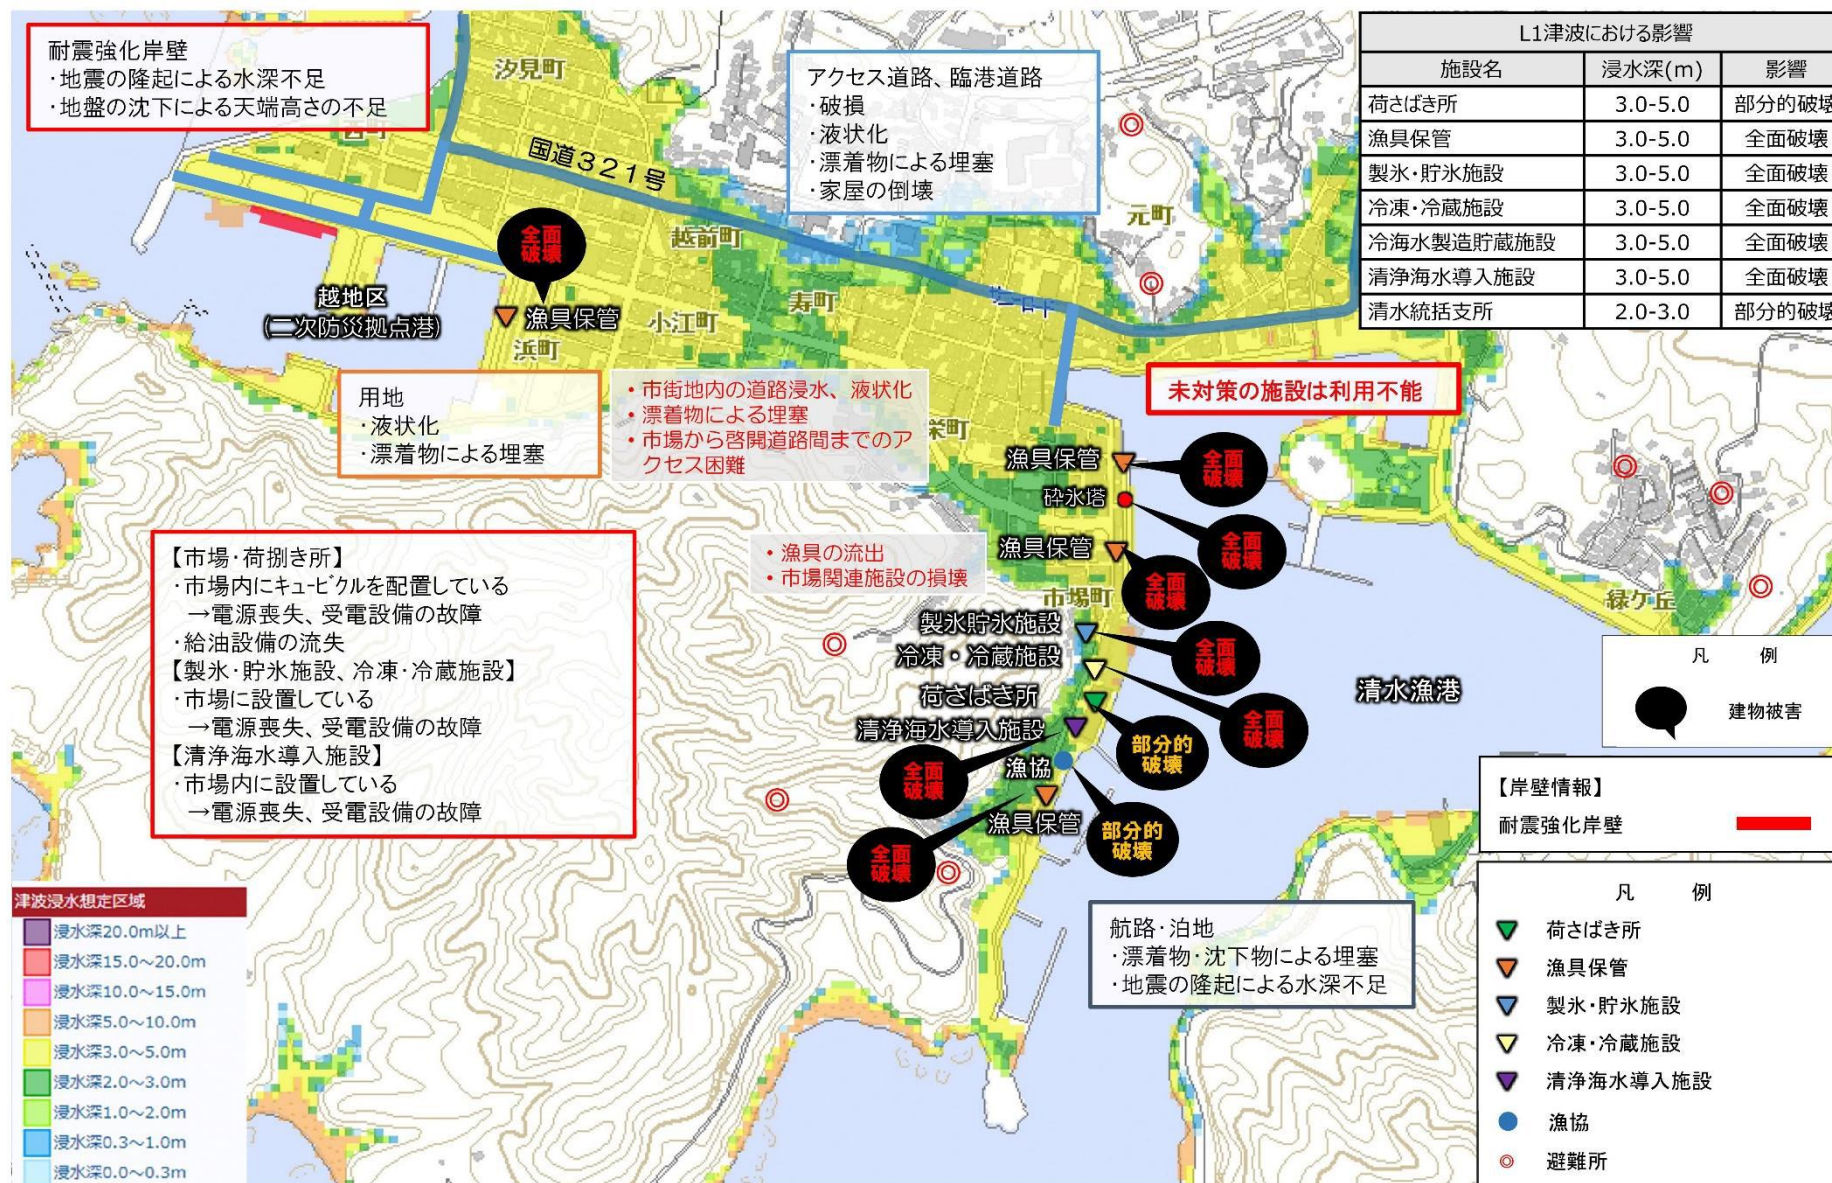 耐震強化岸壁
・地震の隆起による水深不足
・地盤の沈下による天端高さの不足
汐見町
西町
国道321号
アクセス道路、臨港道路
・破損
・液状化
・漂着物による埋塞
・家屋の倒壊
L1津波における影響
施設名 浸水深(m) 影響
荷さばき所 3.0-5.0 部分的破壊
漁具保管 3.0-5.0 全面破壊
製氷・貯氷施設 3.0-5.0 全面破壊
冷凍・冷蔵施設 3.0-5.0 全面破壊
冷海水製造貯蔵施設 3.0-5.0 全面破壊
清浄海水導入施設 3.0-5.0 全面破壊
清水統括支所 2.0-3.0 部分的破壊
元町
越前町
全面
破壊
寿町
サニーロード
越地区
(二次防災拠点港)
漁具保管
小江町
浜町
用地
・液状化
・漂着物による埋塞
・市街地内の道路浸水、液状化
・漂着物による埋塞
・市場から啓開道路間までのア
クセス困難
未対策の施設は利用不能
栄町
漁具保管
全面
破壊
砕氷塔
全面
破壊
漁具保管
全面
破壊
・漁具の流出
・市場関連施設の損壊
【市場・荷捌き所】
・市場内にキュービクルを配置している
→電源喪失、受電設備の故障
・給油設備の流失
【製氷・貯氷施設、冷凍・冷蔵施設】
・市場に設置している
→電源喪失、受電設備の故障
【清浄海水導入施設】
・市場内に設置している
→電源喪失、受電設備の故障
市場町
緑ケ丘
製氷貯氷施設
全面
破壊
冷凍・冷蔵施設
全面
破壊
荷さばき所
部分的
破壊
清浄海水導入施設
全面
破壊
漁協
部分的
破壊
漁具保管
全面
破壊
清水漁港
凡 例
建物被害
【岸壁情報】
耐震強化岸壁
航路・泊地
・漂着物・沈下物による埋塞
・地震の隆起による水深不足
凡 例
荷さばき所
漁具保管
製氷・貯氷施設
冷凍・冷蔵施設
清浄海水導入施設
漁協
避難所
津波浸水想定区域
浸水深20.0m以上
浸水深15.0～20.0m
浸水深10.0～15.0m
浸水深5.0～10.0m
浸水深3.0～5.0m
浸水深2.0～3.0m
浸水深1.0～2.0m
浸水深0.3～1.0m
浸水深0.0～0.3m